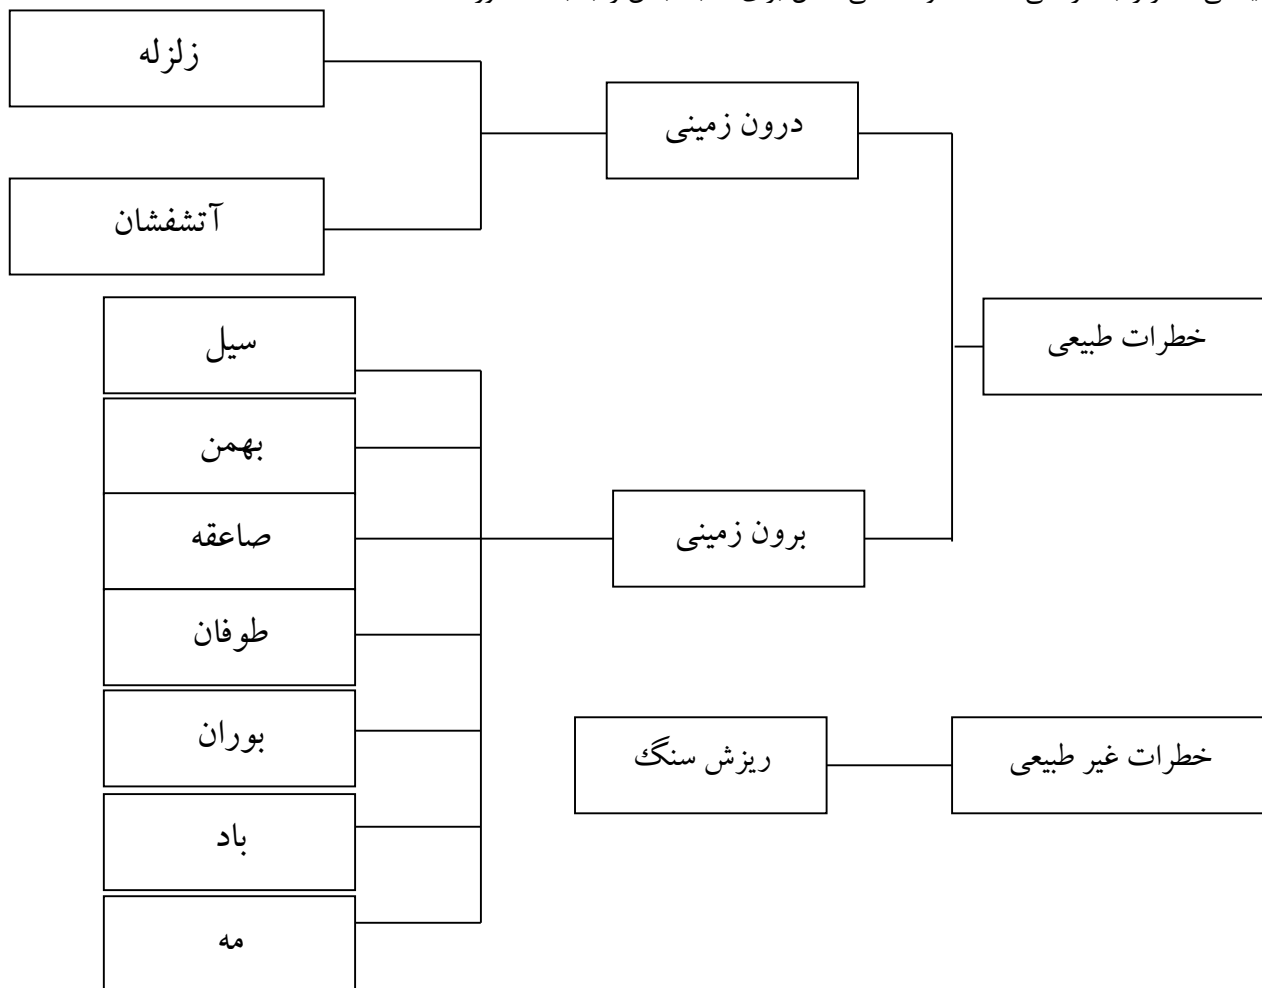 خطرات طبیعی
درون زمینی
زلزله
آتشفشان
برون زمینی
سیل
بهمن
صاعقه
طوفان
بوران
باد
مه
خطرات غیر طبیعی
ریزش سنگ